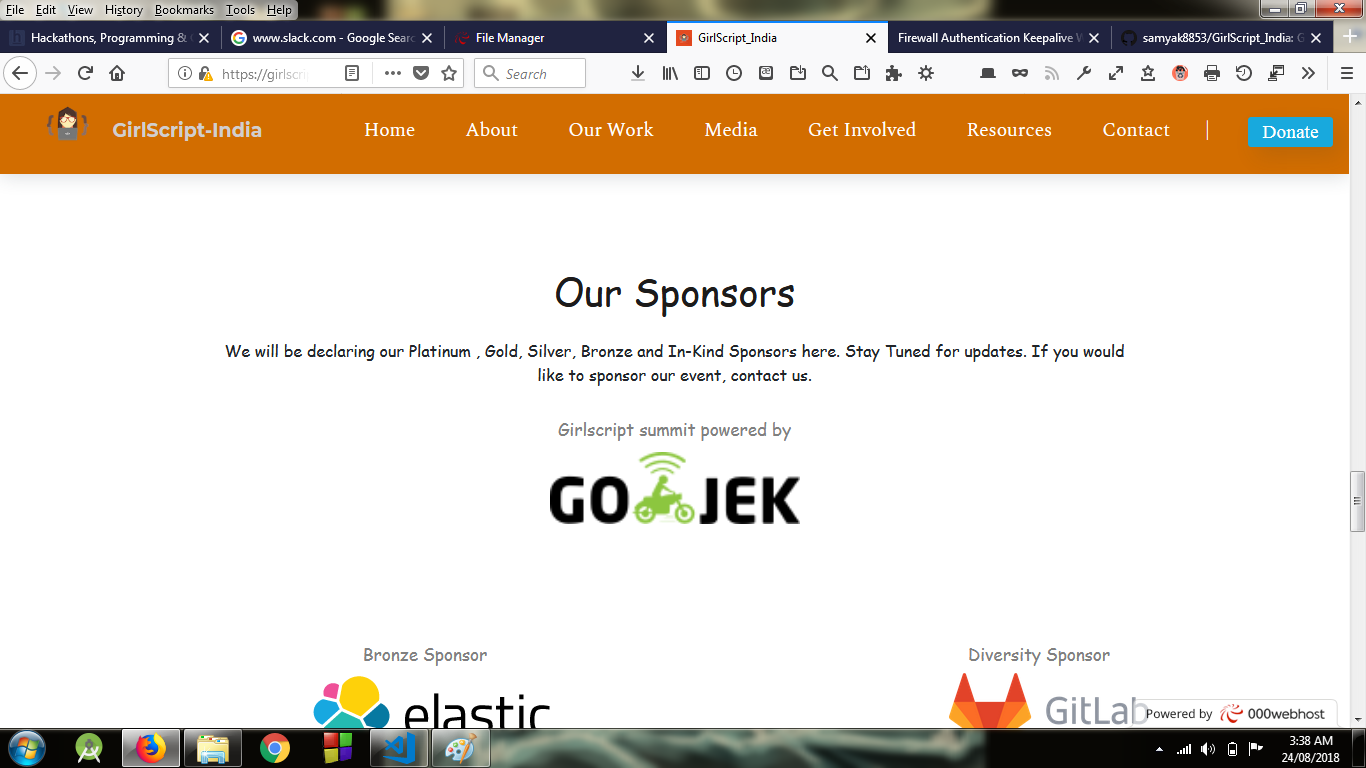 File Edit View History Bookmarks Tools Help
Hackathons, Programming &
www.slack.com - Google Sear
File Manager
GirlScript_India
Firewall Authentication Keepalive
samyak8853/GirlScript_India: G
https://girlscri
Search
GirlScript-India
Home About Our Work Media Get Involved Resources Contact | Donate
Our Sponsors
We will be declaring our Platinum , Gold, Silver, Bronze and In-Kind Sponsors here. Stay Tuned for updates. If you would
like to sponsor our event, contact us.
Girlscript summit powered by
GO JEK
Bronze Sponsor
Diversity Sponsor
elastic
GitLab
Powered by 000webhost
3:38 AM
24/08/2018